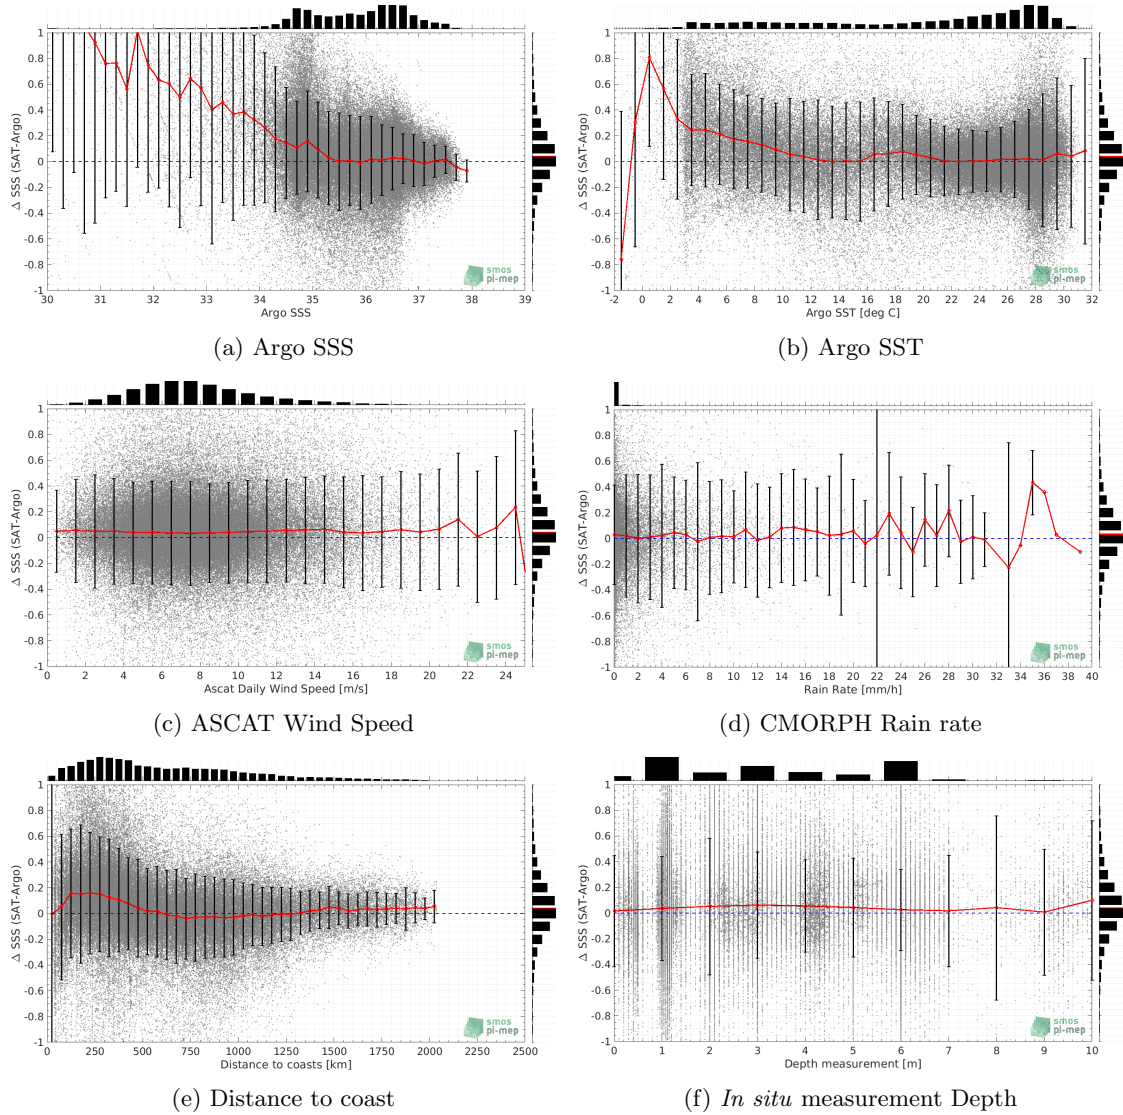 1
0.8
0.6
0.4
0.2
0
-0.2
-0.4
-0.6
-0.8
-1
Δ SSS (SAT-Argo)
30 31 32 33 34 35 36 37 38 39
Argo SSS
smos
pi-mep
(a) Argo SSS
1
0.8
0.6
0.4
0.2
0
-0.2
-0.4
-0.6
-0.8
-1
Δ SSS (SAT-Argo)
-2 0 2 4 6 8 10 12 14 16 18 20 22 24 26 28 30 32
Argo SST [deg C]
smos
pi-mep
(b) Argo SST
1
0.8
0.6
0.4
0.2
0
-0.2
-0.4
-0.6
-0.8
-1
Δ SSS (SAT-Argo)
0 2 4 6 8 10 12 14 16 18 20 22 24
Ascat Daily Wind Speed [m/s]
smos
pi-mep
(c) ASCAT Wind Speed
1
0.8
0.6
0.4
0.2
0
-0.2
-0.4
-0.6
-0.8
-1
Δ SSS (SAT-Argo)
0 2 4 6 8 10 12 14 16 18 20 22 24 26 28 30 32 34 36 38 40
Rain Rate [mm/h]
smos
pi-mep
(d) CMORPH Rain rate
1
0.8
0.6
0.4
0.2
0
-0.2
-0.4
-0.6
-0.8
-1
Δ SSS (SAT-Argo)
0 250 500 750 1000 1250 1500 1750 2000 2250 2500
Distance to coasts [km]
smos
pi-mep
(e) Distance to coast
1
0.8
0.6
0.4
0.2
0
-0.2
-0.4
-0.6
-0.8
-1
Δ SSS (SAT-Argo)
0 1 2 3 4 5 6 7 8 9 10
Depth measurement [m]
smos
pi-mep
(f) In situ measurement Depth